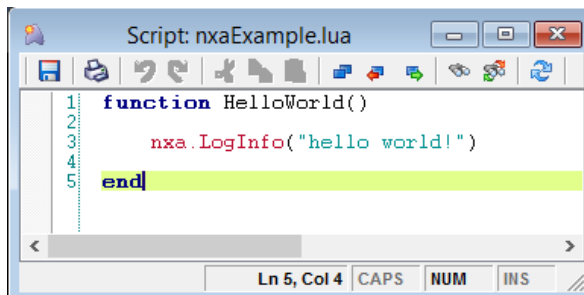 Script: nxaExample.lua
1 function HelloWorld()
2
3 nxa.LogInfo("hello world!")
4
5 end
Ln 5, Col 4 CAPS NUM INS